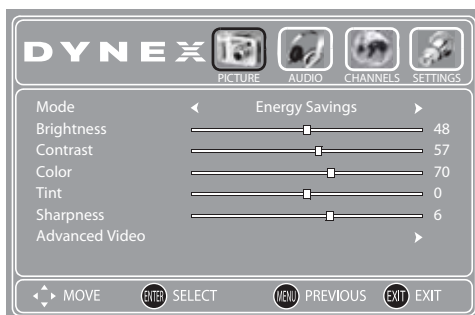 DYNEX
PICTURE AUDIO CHANNELS SETTINGS
Mode Energy Savings
Brightness 48
Contrast 57
Color 70
Tint 0
Sharpness 6
Advanced Video
MOVE ENTER SELECT MENU PREVIOUS EXIT EXIT